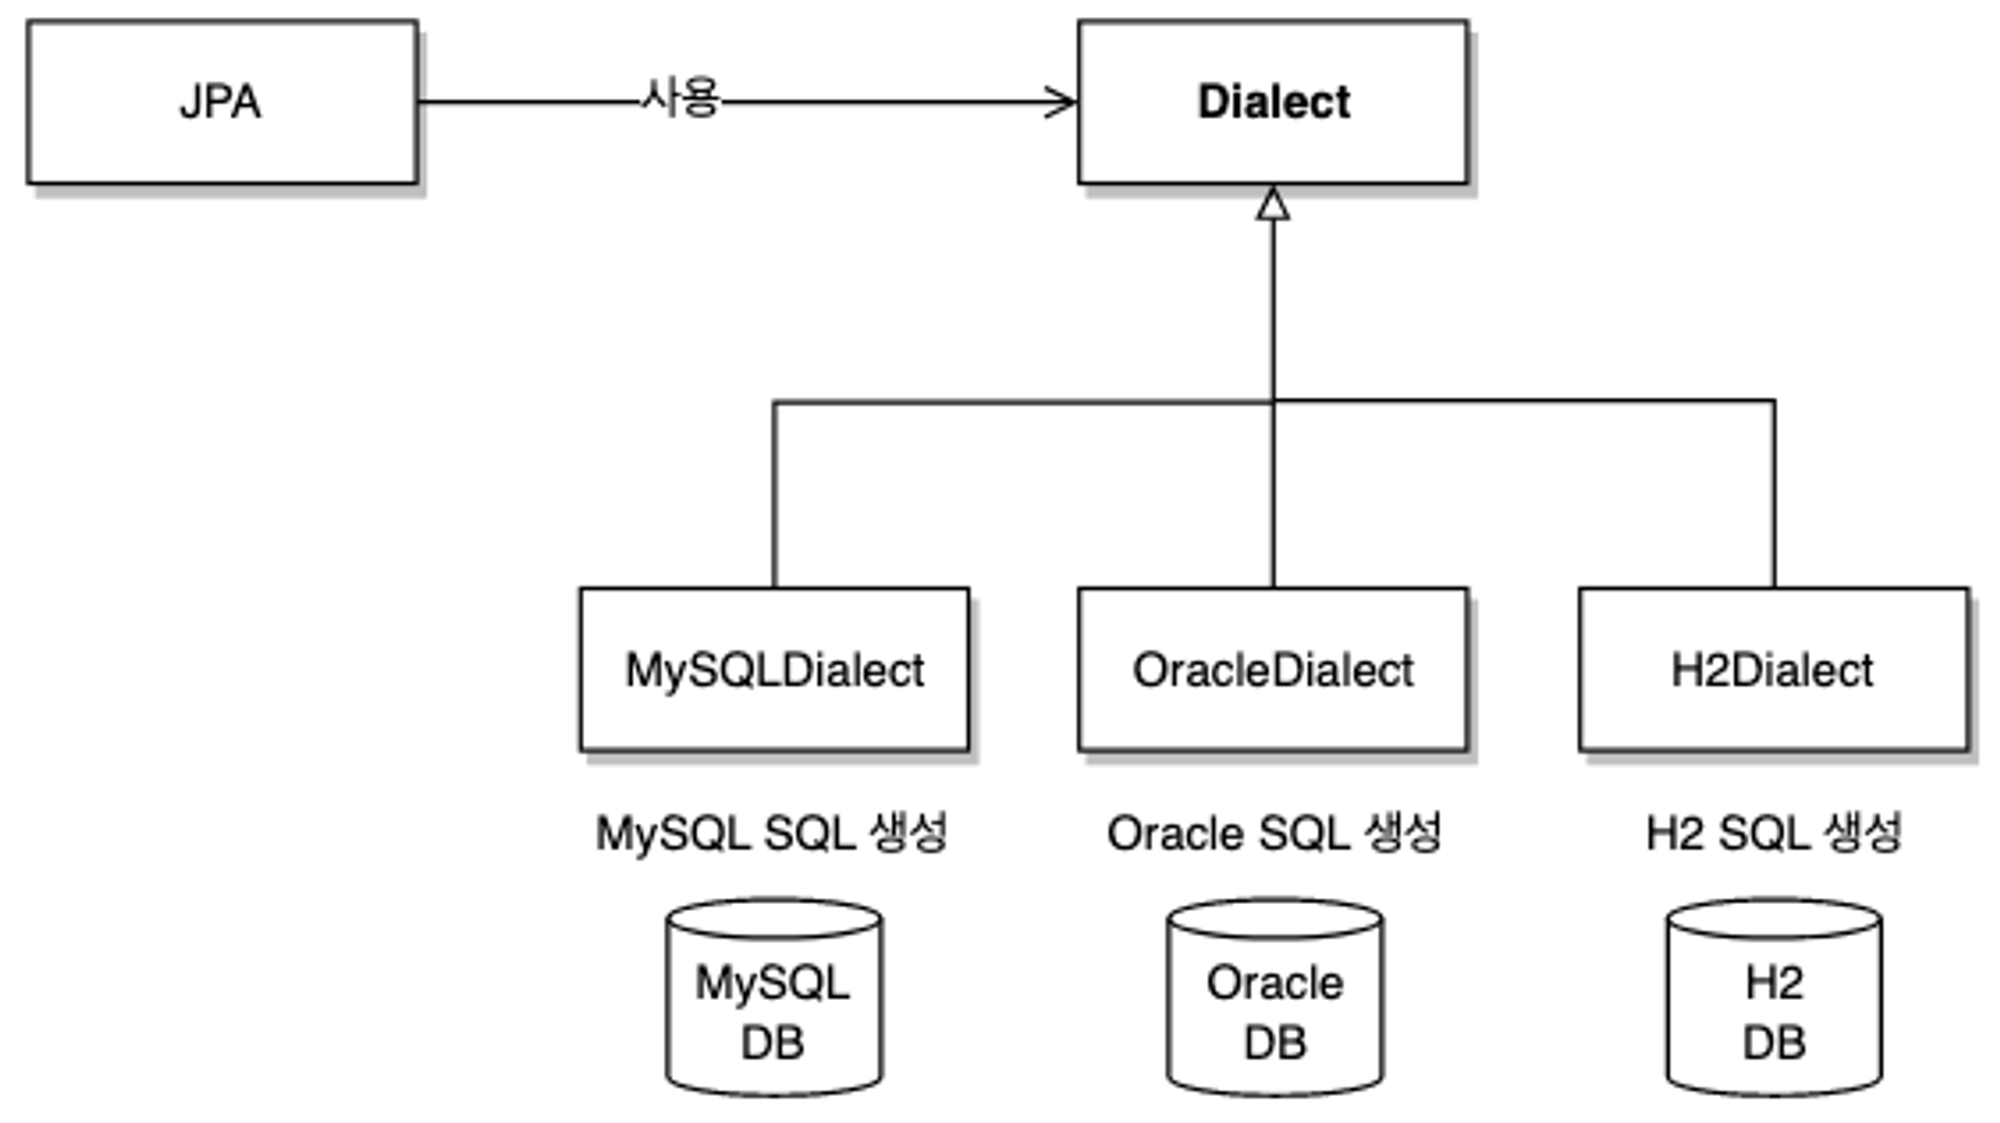 JPA
사용
Dialect
MySQLDialect
OracleDialect
H2Dialect
MySQL SQL 생성
Oracle SQL 생성
H2 SQL 생성
MySQL
DB
Oracle
DB
H2
DB